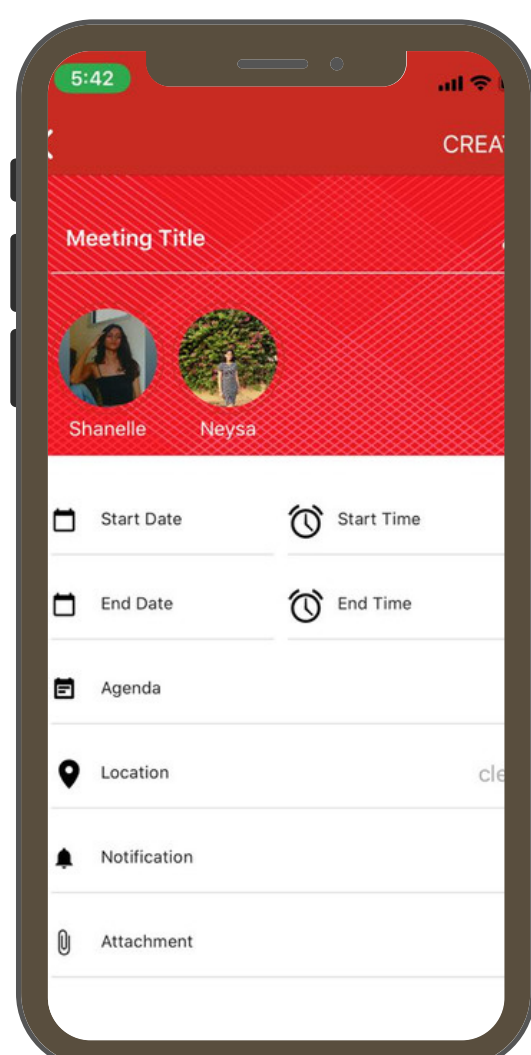 5:42
CREA
Meeting Title
Shanelle Neysa
Start Date Start Time
End Date End Time
Agenda
Location cle
Notification
Attachment